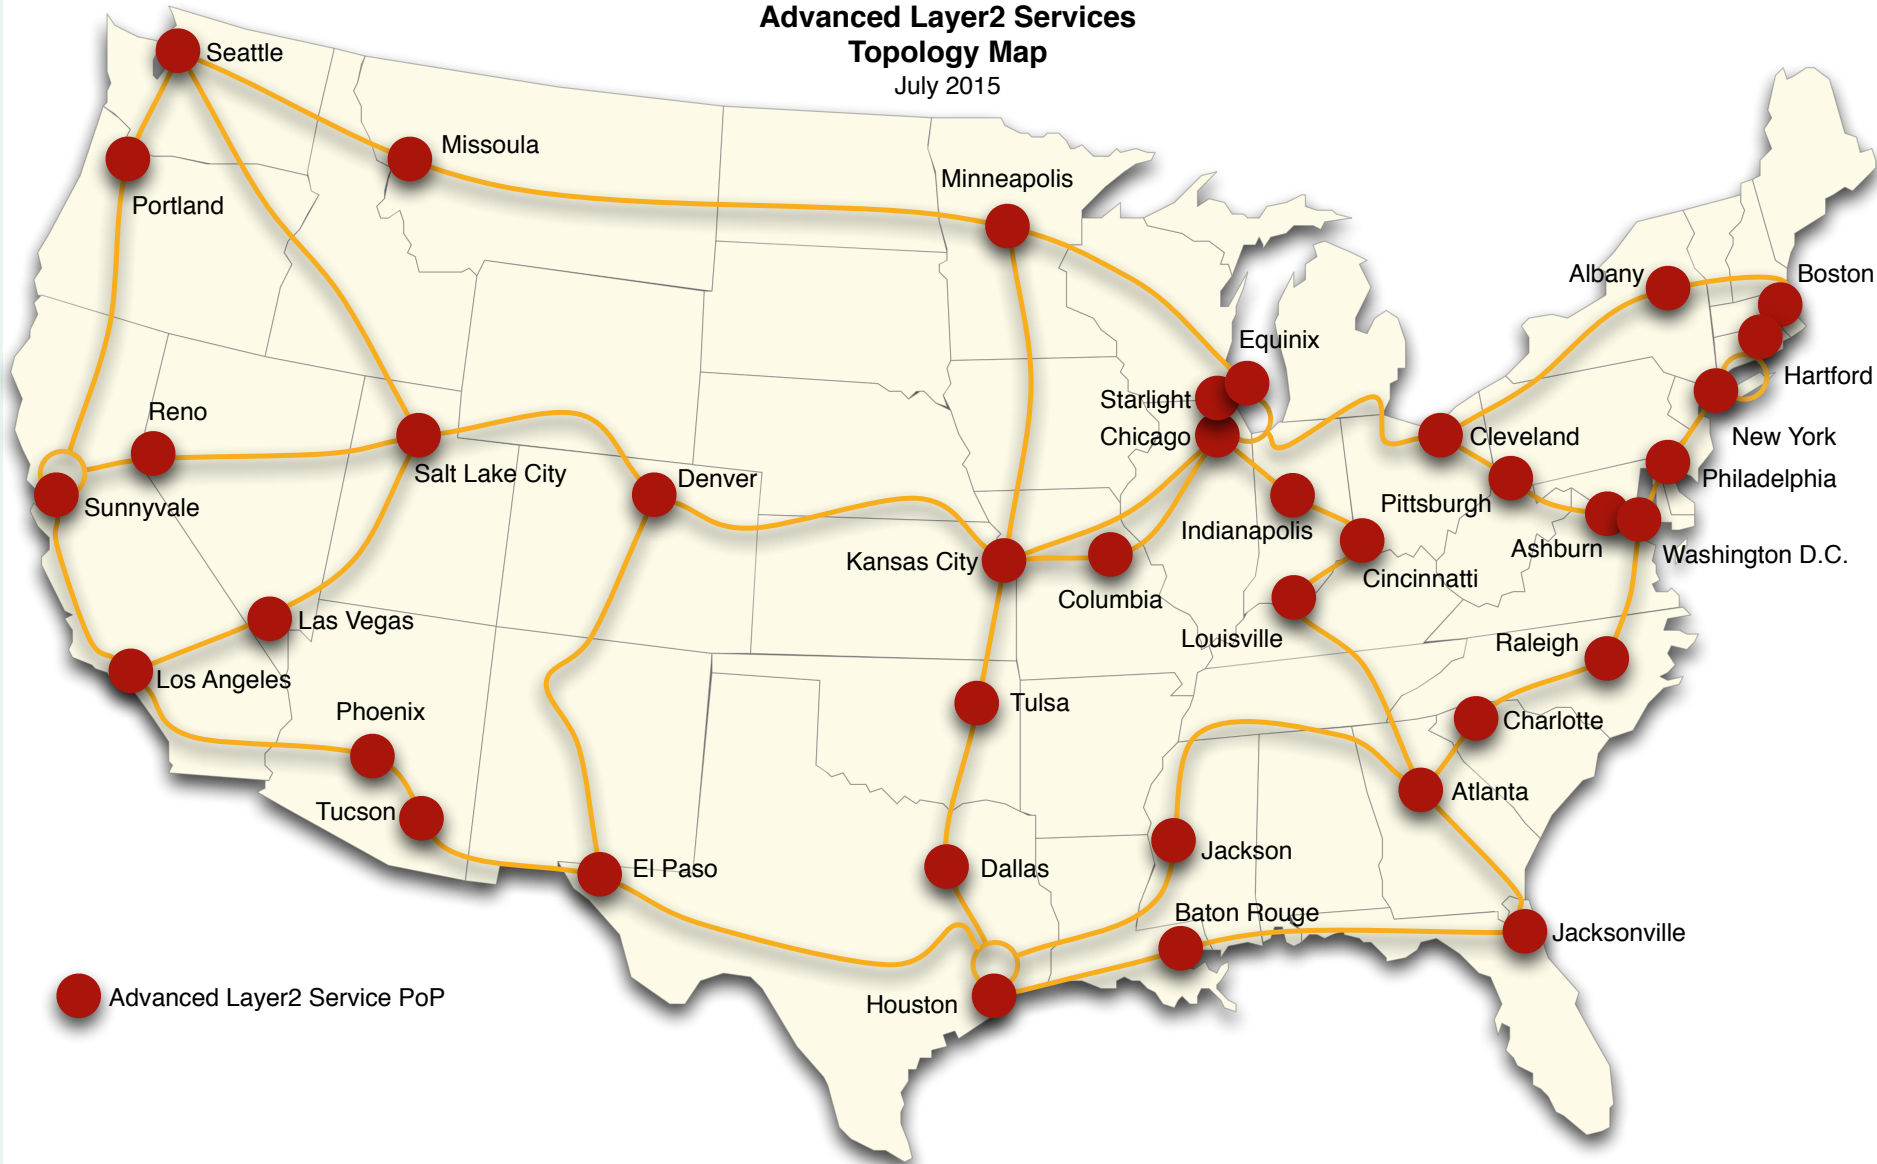 Advanced Layer2 Services
Topology Map
July 2015
Seattle
Missoula
Portland
Minneapolis
Albany
Boston
Equinix
Hartford
Starlight
Reno
Chicago
Cleveland
New York
Salt Lake City
Denver
Philadelphia
Sunnyvale
Pittsburgh
Indianapolis
Ashburn
Washington D.C.
Kansas City
Cincinnatti
Columbia
Las Vegas
Louisville
Raleigh
Los Angeles
Tulsa
Phoenix
Charlotte
Atlanta
Tucson
Jackson
El Paso
Dallas
Baton Rouge
Jacksonville
Advanced Layer2 Service PoP
Houston